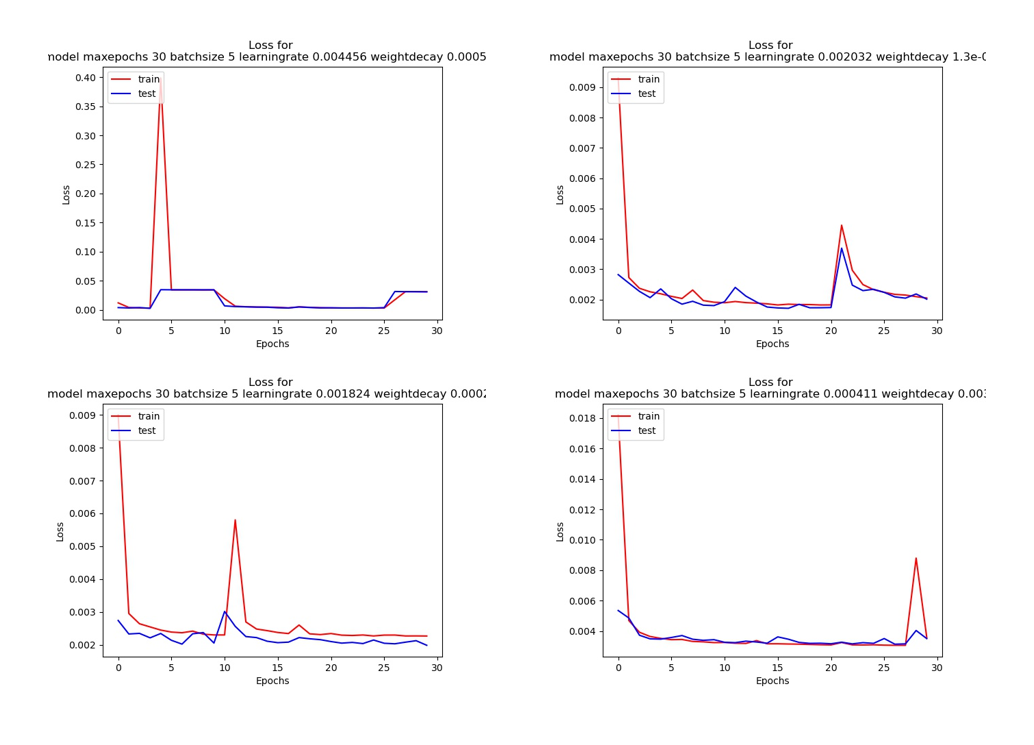 Loss for
model maxepochs 30 batchsize 5 learningrate 0.004456 weightdecay 0.0005
0.40
0.35
0.30
0.25
0.20
0.15
0.10
0.05
0.00
Loss
train
test
0 5 10 15 20 25 30
Epochs
Loss for
model maxepochs 30 batchsize 5 learningrate 0.002032 weightdecay 1.3e-0
0.009
0.008
0.007
0.006
0.005
0.004
0.003
0.002
Loss
train
test
0 5 10 15 20 25 30
Epochs
Loss for
model maxepochs 30 batchsize 5 learningrate 0.001824 weightdecay 0.0002
0.009
0.008
0.007
0.006
0.005
0.004
0.003
0.002
Loss
train
test
0 5 10 15 20 25 30
Epochs
Loss for
model maxepochs 30 batchsize 5 learningrate 0.000411 weightdecay 0.003
0.018
0.016
0.014
0.012
0.010
0.008
0.006
0.004
Loss
train
test
0 5 10 15 20 25 30
Epochs